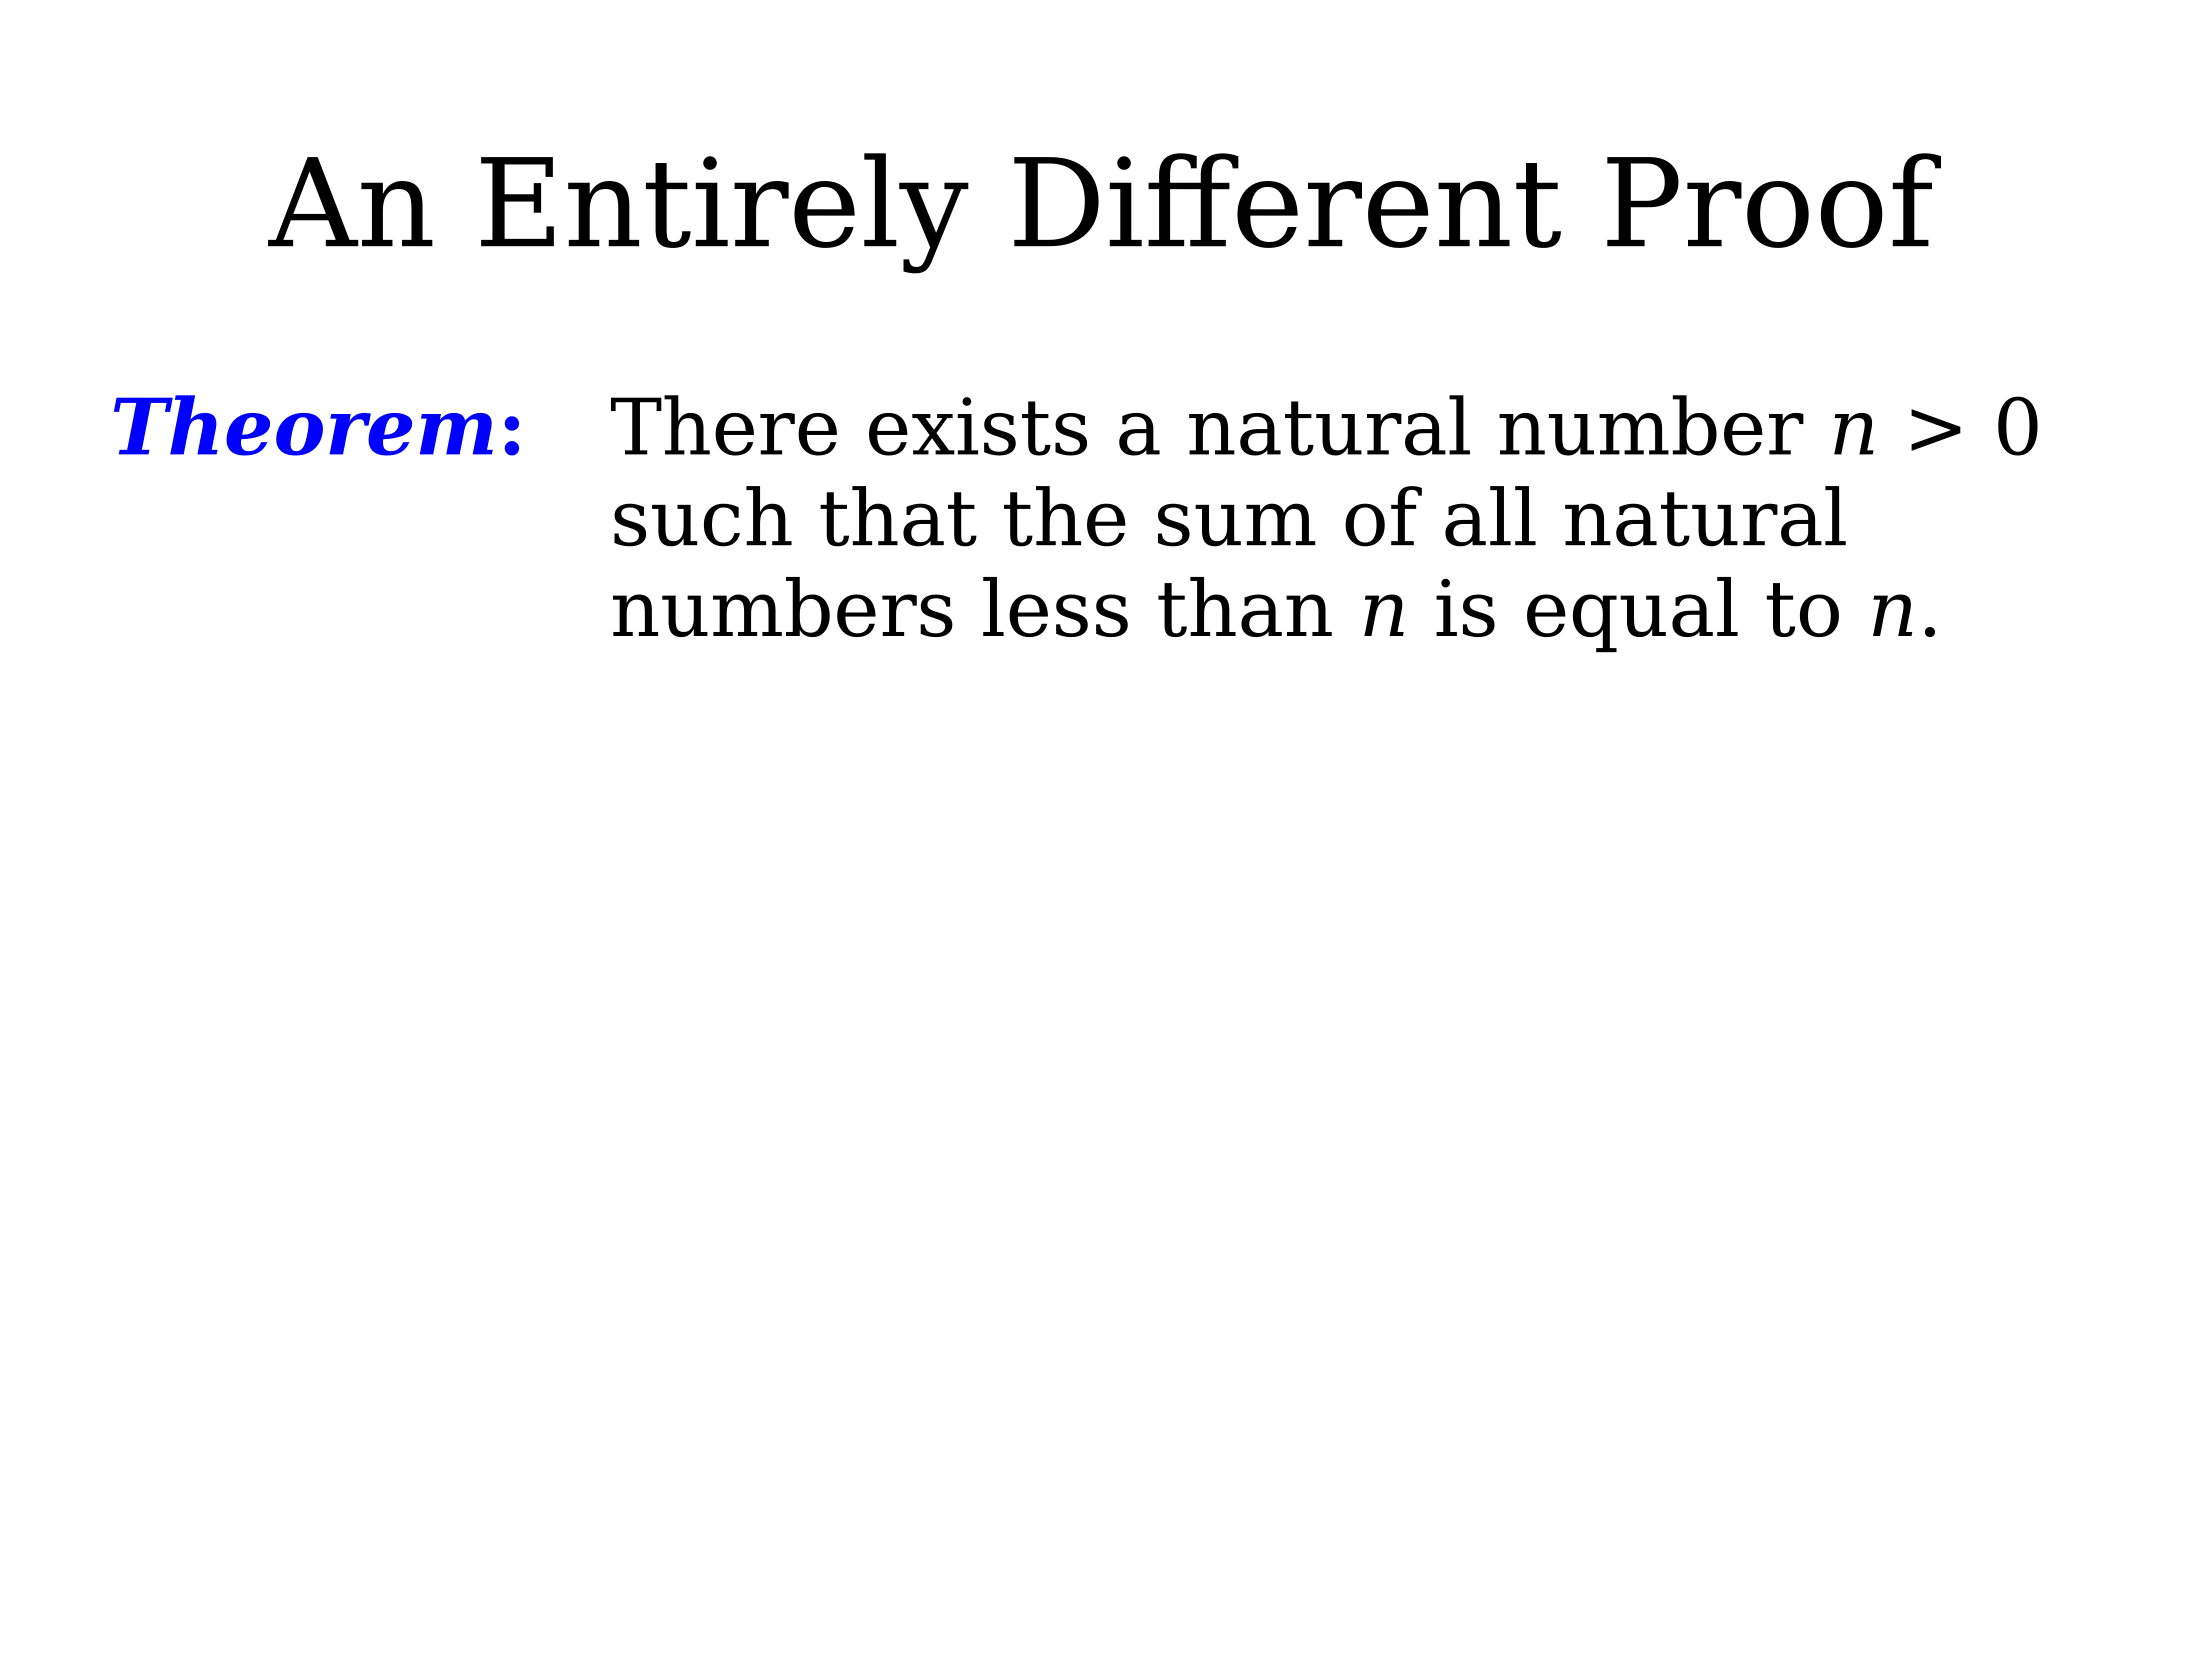 An Entirely Different Proof
Theorem: There exists a natural number n > 0
such that the sum of all natural
numbers less than n is equal to n.